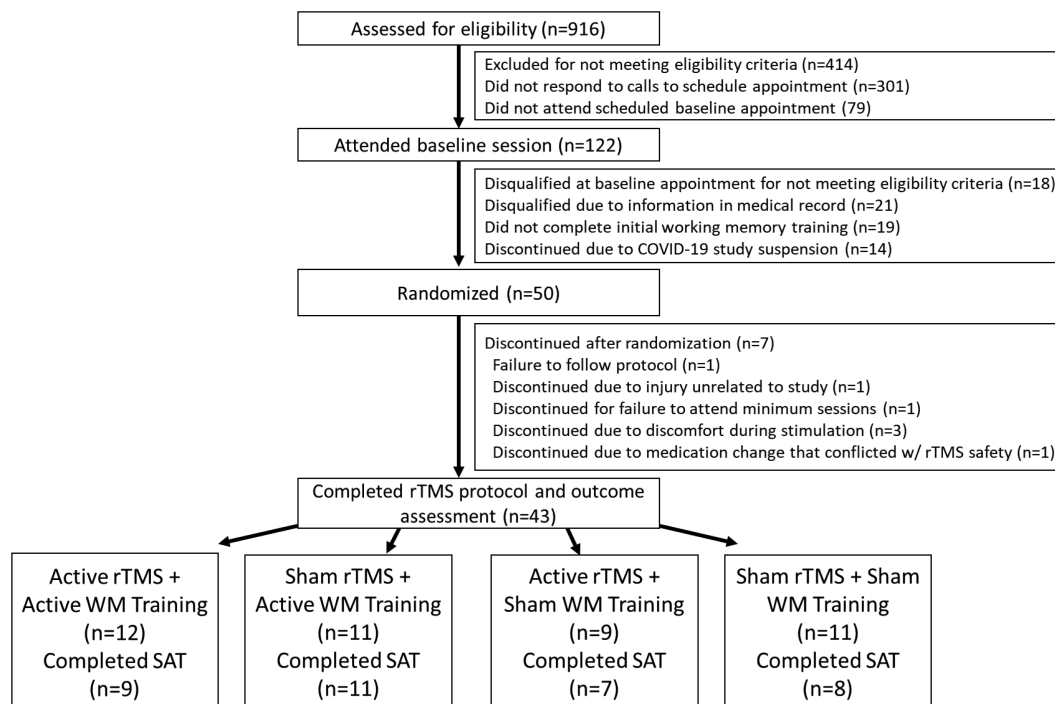 Assessed for eligibility (n=916)
Excluded for not meeting eligibility criteria (n=414)
Did not respond to calls to schedule appointment (n=301)
Did not attend scheduled baseline appointment (79)
Attended baseline session (n=122)
Disqualified at baseline appointment for not meeting eligibility criteria (n=18)
Disqualified due to information in medical record (n=21)
Did not complete initial working memory training (n=19)
Discontinued due to COVID-19 study suspension (n=14)
Randomized (n=50)
Discontinued after randomization (n=7)
Failure to follow protocol (n=1)
Discontinued due to injury unrelated to study (n=1)
Discontinued for failure to attend minimum sessions (n=1)
Discontinued due to discomfort during stimulation (n=3)
Discontinued due to medication change that conflicted w/ rTMS safety (n=1)
Completed rTMS protocol and outcome
assessment (n=43)
Active rTMS +
Active WM Training
(n=12)
Completed SAT
(n=9)
Sham rTMS +
Active WM Training
(n=11)
Completed SAT
(n=11)
Active rTMS +
Sham WM Training
(n=9)
Completed SAT
(n=7)
Sham rTMS + Sham
WM Training
(n=11)
Completed SAT
(n=8)